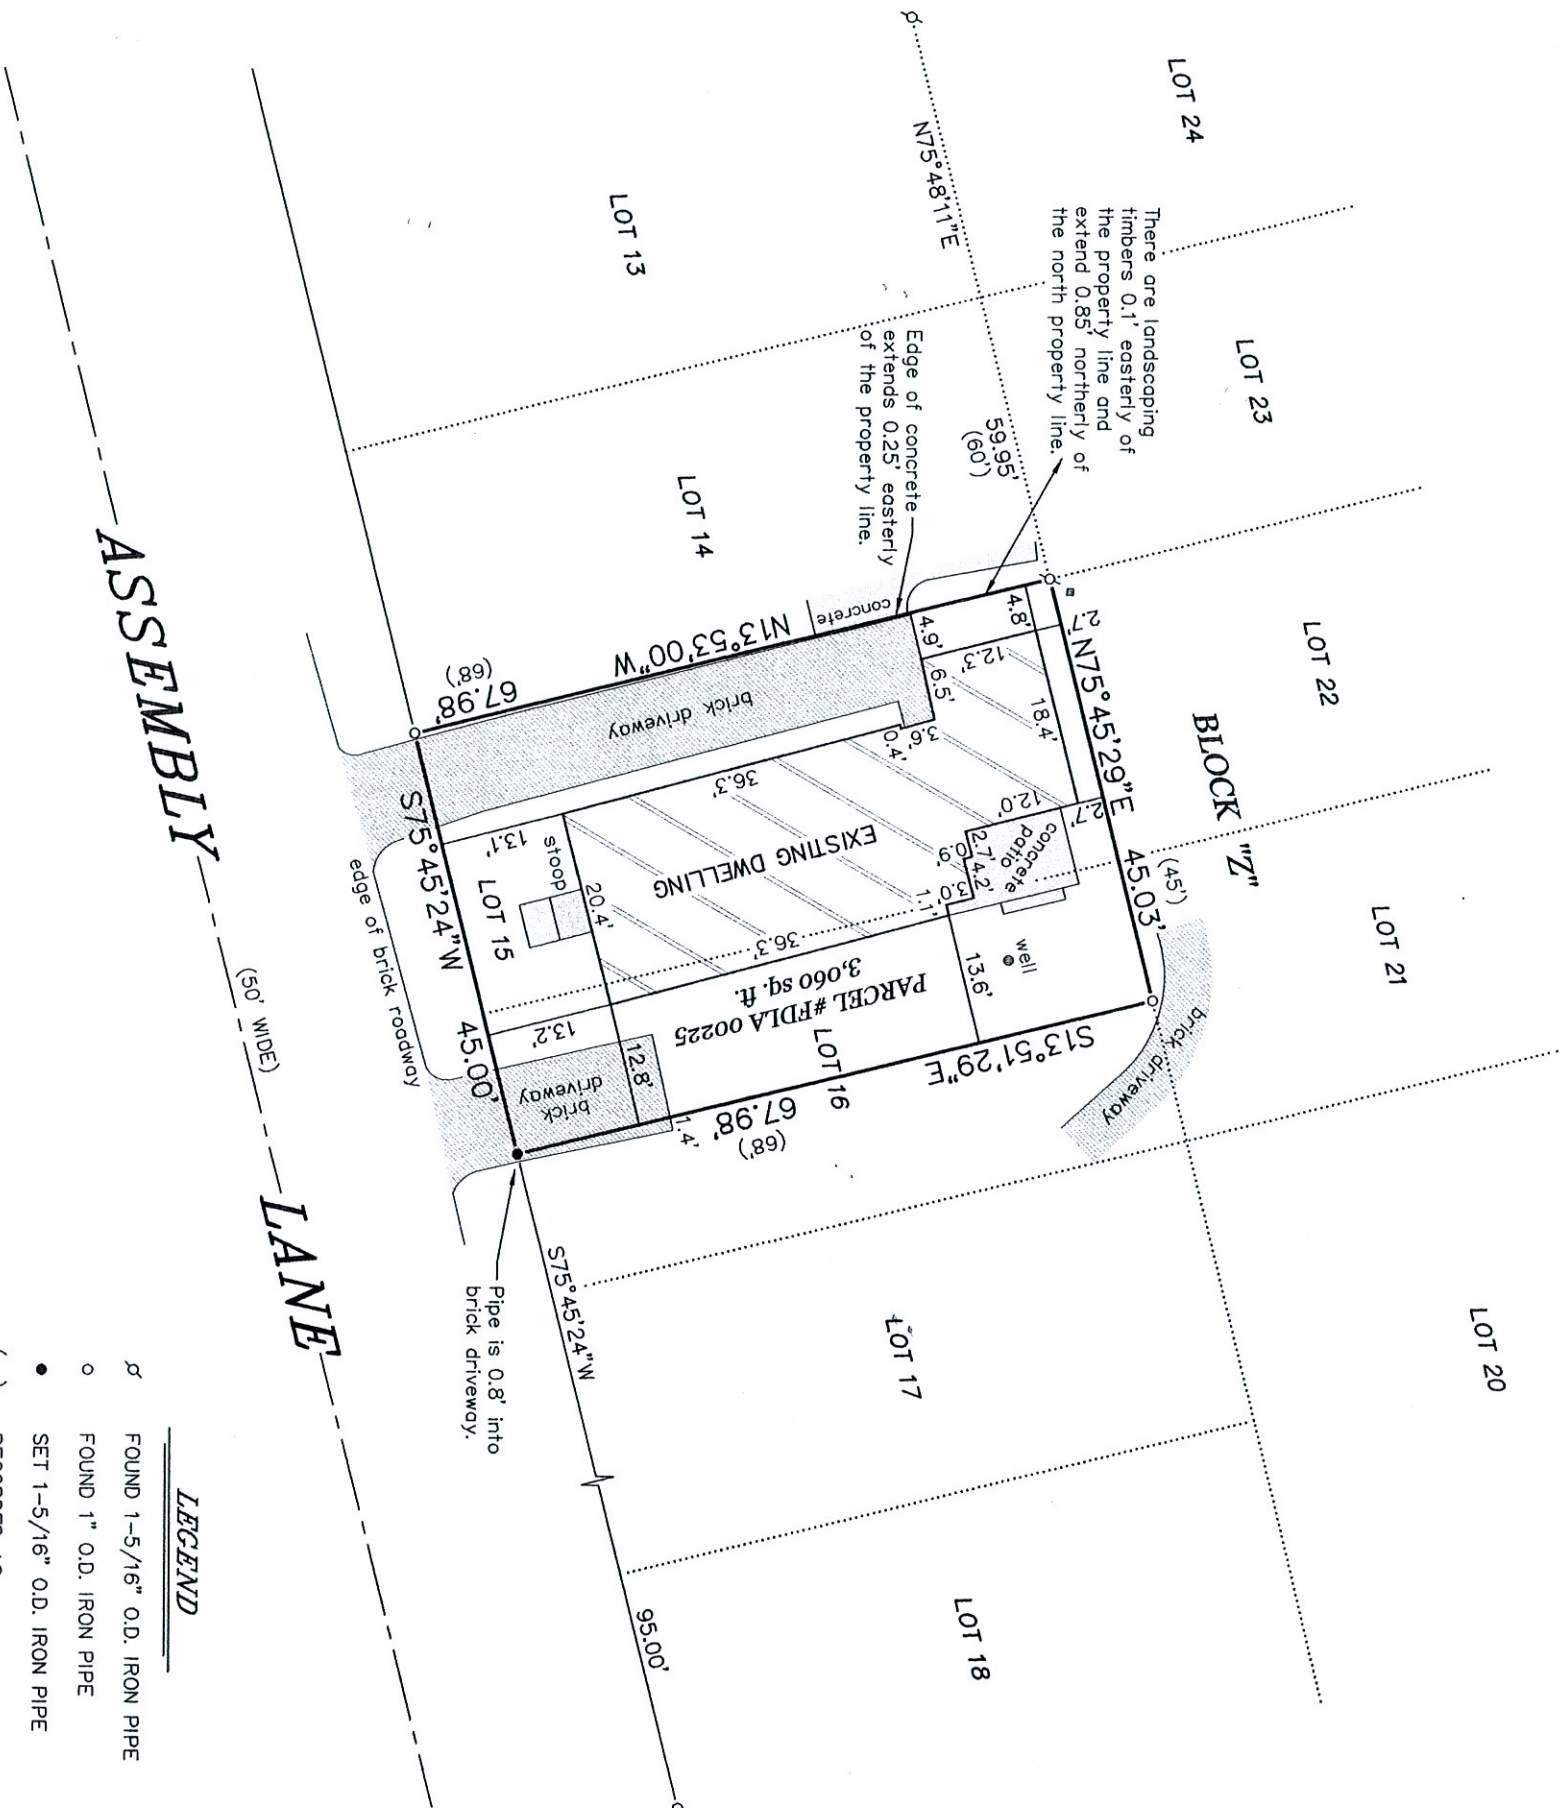 LOT 24
N75°48'11"E
There are landscaping
timbers 0.1' easterly of
the property line and
extend 0.85' northerly of
the north property line.
LOT 13
LOT 23
Edge of concrete
extends 0.25' easterly
of the property line.
59.95'
(60')
LOT 14
LOT 22
BLOCK "Z"
concrete
N13°53'00"W
67.98'
(68')
4.8'
2.7'
N75°45'29"E
45.03'
(45')
4.9'
12.3'
6.5'
18.4'
3.6'
0.4'
brick driveway
36.3'
12.0'
2.7'
concrete
patio
2.7'
0.9'
4.2'
3.0'
1.1'
EXISTING DWELLING
13.1'
stoop
20.4'
LOT 15
36.3'
well
13.6'
PARCEL #FDLA 00225
3,060 sq. ft.
LOT 16
S75°45'24"W
45.00'
13.2'
12.8'
brick
driveway
1.4'
S13°51'29"E
67.98'
(68')
brick driveway
LOT 21
edge of brick roadway
ASSEMBLY LANE
(50' WIDE)
Pipe is 0.8' into
brick driveway.
S75°45'24"W
95.00'
LOT 17
LOT 20
LOT 18
LEGEND
FOUND 1-5/16" O.D. IRON PIPE
FOUND 1" O.D. IRON PIPE
SET 1-5/16" O.D. IRON PIPE